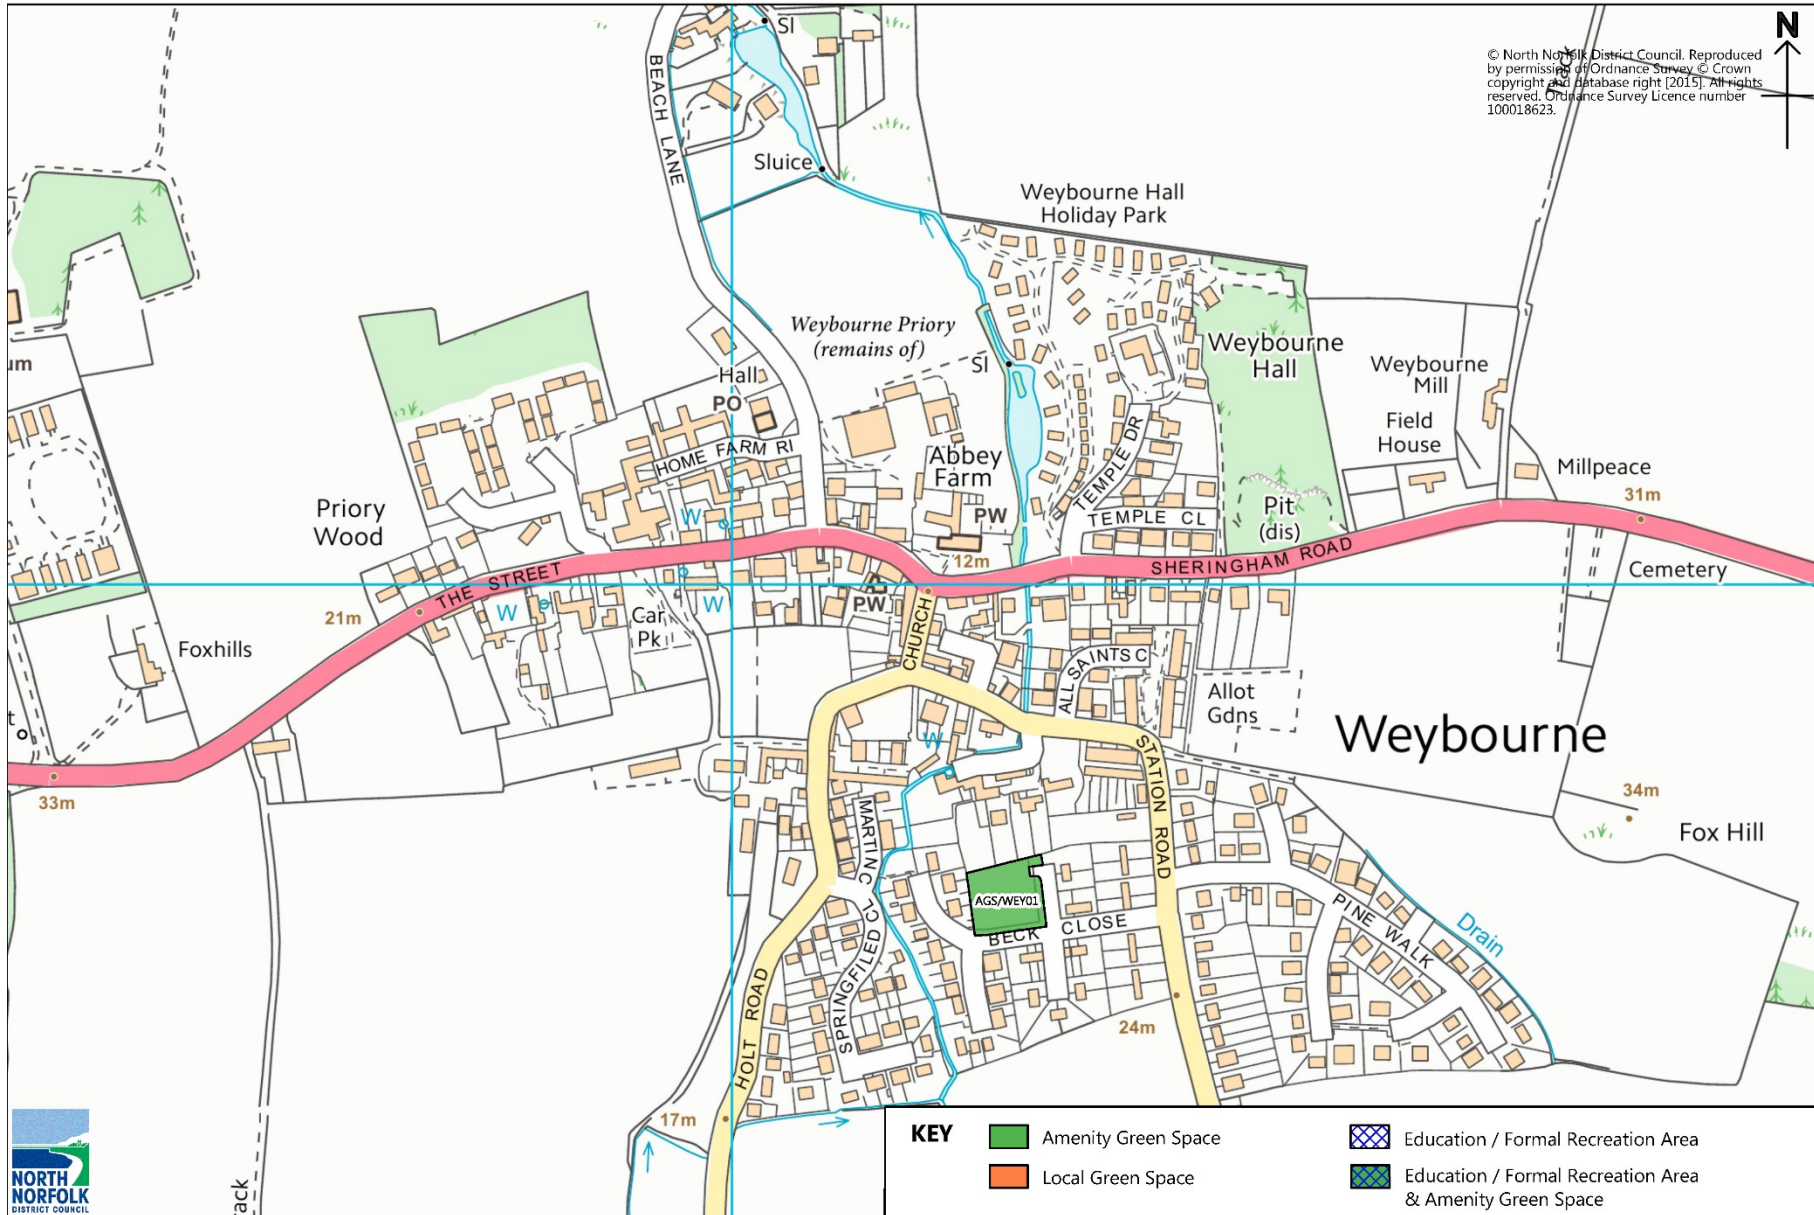 Sl
N
© North Norfolk District Council. Reproduced
by permission of Ordnance Survey © Crown
copyright and database right [2015]. All rights
reserved. Ordnance Survey Licence number
100018623.
Track
BEACH LANE
Sluice
Weybourne Hall
Holiday Park
Weybourne Priory
(remains of)
Sl
Weybourne
Hall
Weybourne
Mill
um
Hall
PO
Field
House
HOME FARM RI
Abbey
Farm
TEMPLE DR
Millpeace
31m
Priory
Wood
W
PW
TEMPLE CL
Pit
(dis)
12m
SHERINGHAM ROAD
THE STREET
Cemetery
21m
W
W
PW
Car
Pk
CHURCH
Foxhills
ALL SAINTS C
Allot
Gdns
t
W
Weybourne
STATION ROAD
33m
34m
Fox Hill
MARTIN C
AGS/WEY01
BECK CLOSE
PINE WALK
Drain
SPRINGFILED CL
HOLT ROAD
24m
17m
ack
NORTH
NORFOLK
DISTRICT COUNCIL
KEY
Amenity Green Space
Local Green Space
Education / Formal Recreation Area
Education / Formal Recreation Area
& Amenity Green Space